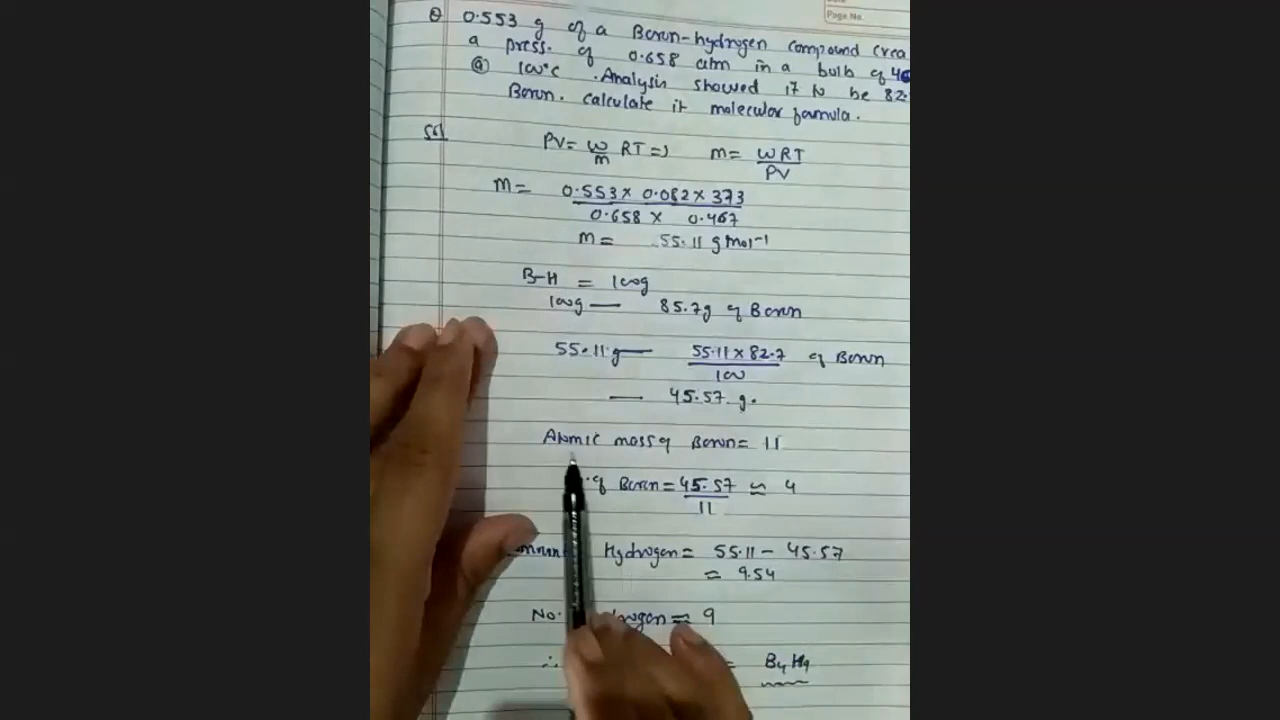 Page No.
Q 0.553 g of a Boron-hydrogen compound crea
a press. of 0.658 atm in a bulb of 40
@ 100°C. Analysis showed it to be 82.
Boron. calculate it molecular formula.
Sol
PV = w/m RT => m = WRT/PV
m = 0.553 x 0.082 x 373 / 0.658 x 0.467
m = 55.11 g mol-1
B-H = 100g
100g — 85.7g of Boron
55.11 g — 55.11 x 82.7 / 100 of Boron
— 45.57 g.
Atomic mass of Boron = 11
of Boron = 45.57 / 11 ≈ 4
Hydrogen = 55.11 - 45.57
= 9.54
No. ≈ 9
∴ = B4H9